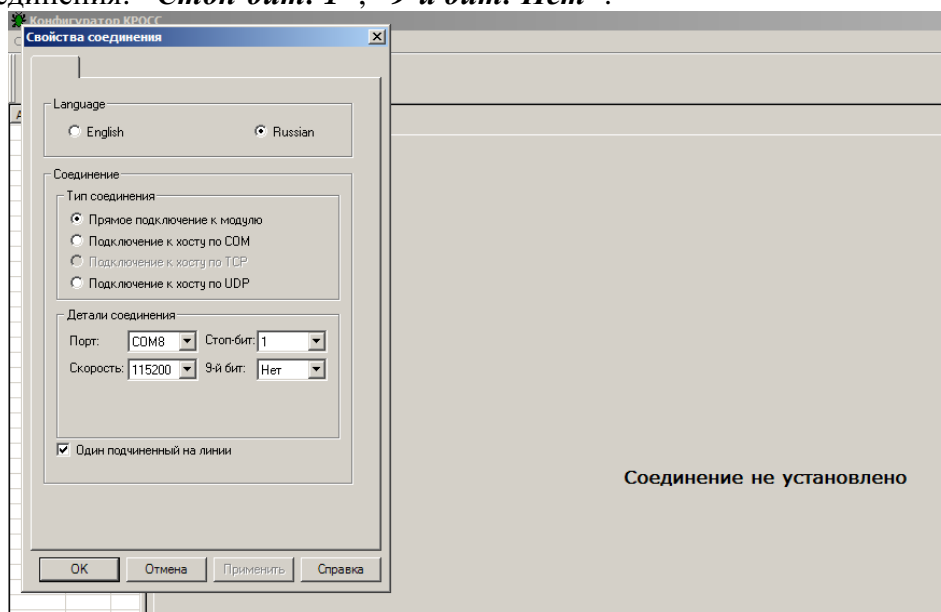 единения: "Стоп-бит: 1", "9-й бит: Нет".
Конфигуратор КРОСС
Свойства соединения
Language
English
Russian
Соединение
Тип соединения
Прямое подключение к модулю
Подключение к хосту по COM
Подключение к хосту по TCP
Подключение к хосту по UDP
Детали соединения
Порт: COM8 Стоп-бит: 1
Скорость: 115200 9-й бит: Нет
Один подчиненный на линии
Соединение не установлено
OK Отмена Применить Справка